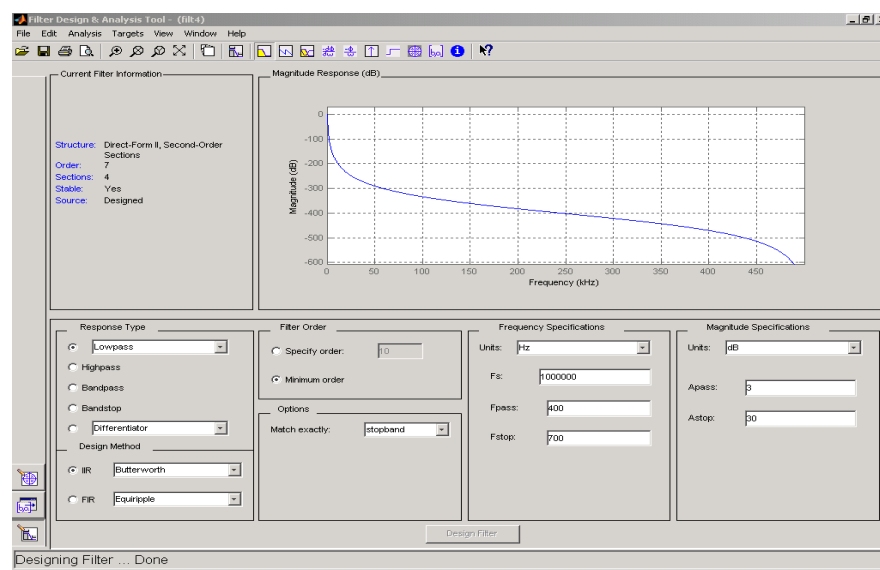 Filter Design & Analysis Tool - (filt4)
File Edit Analysis Targets View Window Help
Current Filter Information
Structure: Direct-Form II, Second-Order Sections
Order: 7
Sections: 4
Stable: Yes
Source: Designed
Magnitude Response (dB)
0
-100
-200
-300
-400
-500
-600
Magnitude (dB)
0 50 100 150 200 250 300 350 400 450
Frequency (kHz)
Response Type
Lowpass
Highpass
Bandpass
Bandstop
Differentiator
Design Method
IIR Butterworth
FIR Equiripple
Filter Order
Specify order: 10
Minimum order
Options
Match exactly: stopband
Frequency Specifications
Units: Hz
Fs: 1000000
Fpass: 400
Fstop: 700
Magnitude Specifications
Units: dB
Apass: 3
Astop: 30
Design Filter
Designing Filter ... Done